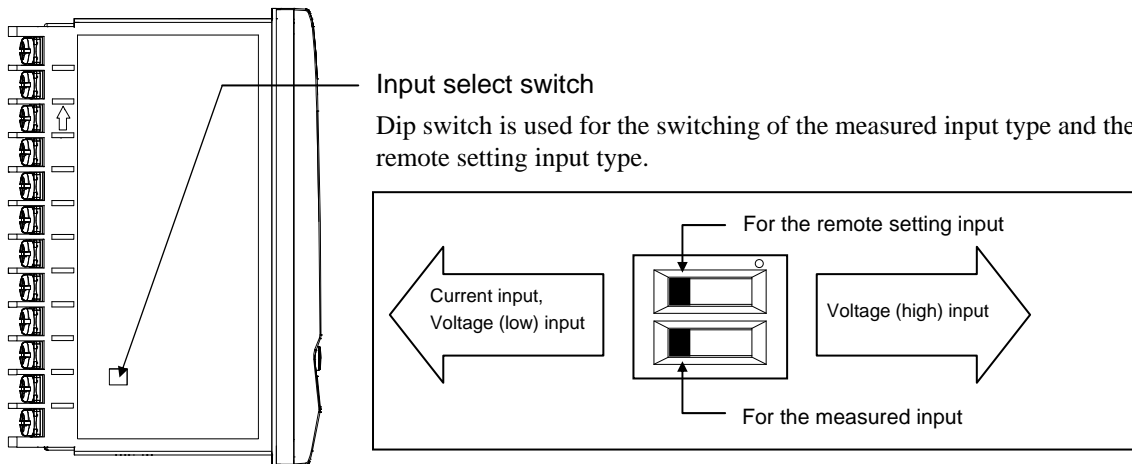 Input select switch
Dip switch is used for the switching of the measured input type and the
remote setting input type.
For the remote setting input
Current input,
Voltage (low) input
Voltage (high) input
For the measured input